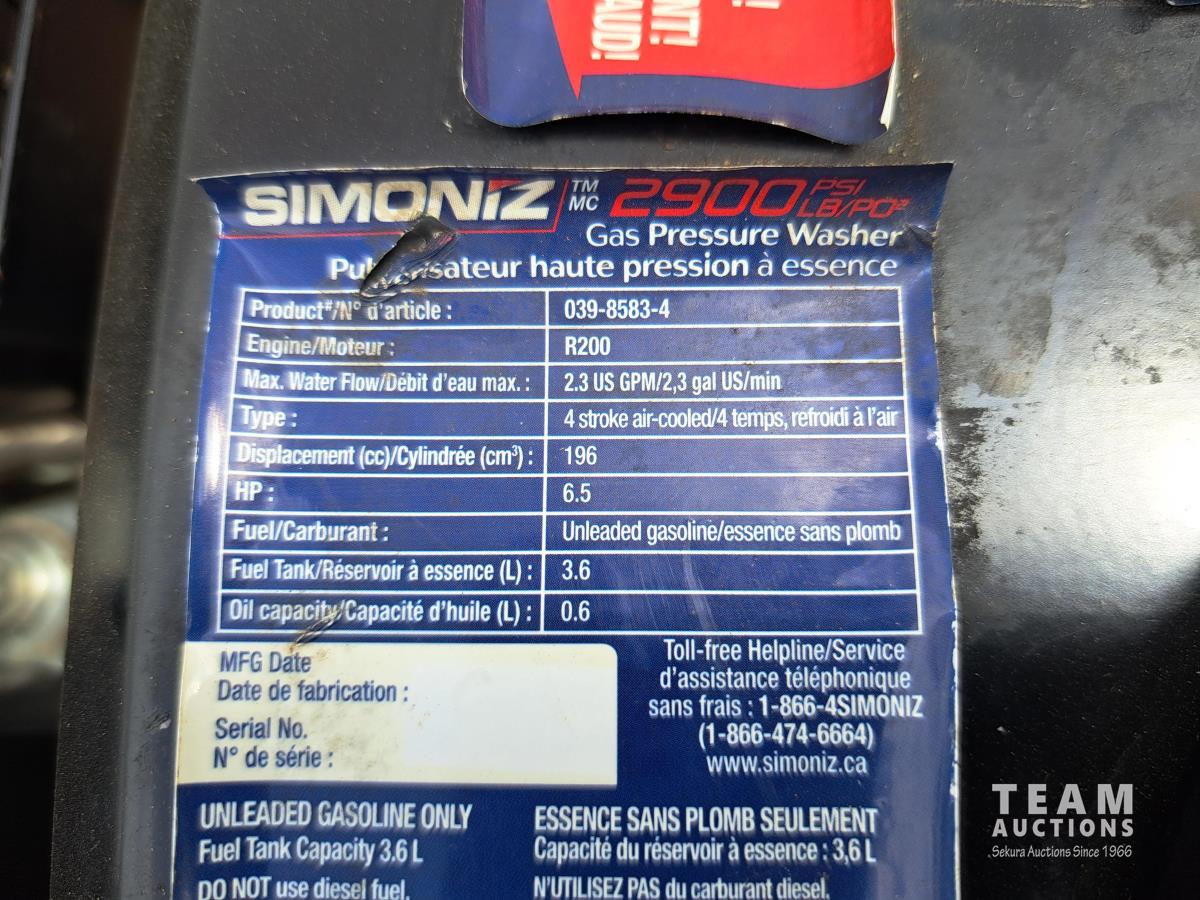 NT!
AUD!
SIMONIZ TM MC 2900 PSI LB/PO²
Gas Pressure Washer
haute pression à essence
Product#/N° d'article : 039-8583-4
Engine/Moteur : R200
Max. Water Flow/Débit d'eau max. : 2.3 US GPM/2,3 gal US/min
Type : 4 stroke air-cooled/4 temps, refroidi à l'air
Displacement (cc)/Cylindrée (cm³) : 196
HP : 6.5
Fuel/Carburant : Unleaded gasoline/essence sans plomb
Fuel Tank/Réservoir à essence (L) : 3.6
Oil capacity/Capacité d'huile (L) : 0.6
MFG Date
Date de fabrication :
Serial No.
N° de série :
Toll-free Helpline/Service
d'assistance téléphonique
sans frais : 1-866-4SIMONIZ
(1-866-474-6664)
www.simoniz.ca
UNLEADED GASOLINE ONLY
Fuel Tank Capacity 3.6 L
DO NOT use diesel fuel.
ESSENCE SANS PLOMB SEULEMENT
Capacité du réservoir à essence : 3,6 L
N'UTILISEZ PAS du carburant diesel.
TEAM
AUCTIONS
Sekura Auctions Since 1966